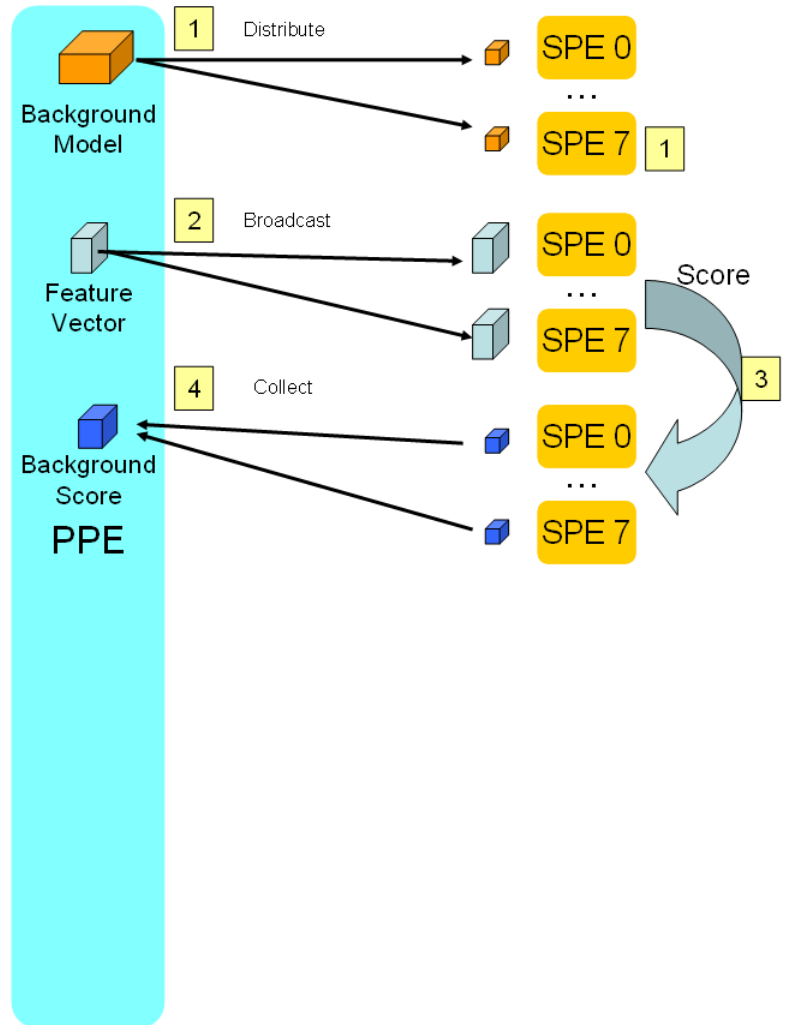 1 Distribute
SPE 0
...
Background
Model
SPE 7 1
2 Broadcast
SPE 0
Score
...
Feature
Vector
SPE 7
3
4 Collect
SPE 0
Background
Score
...
PPE
SPE 7